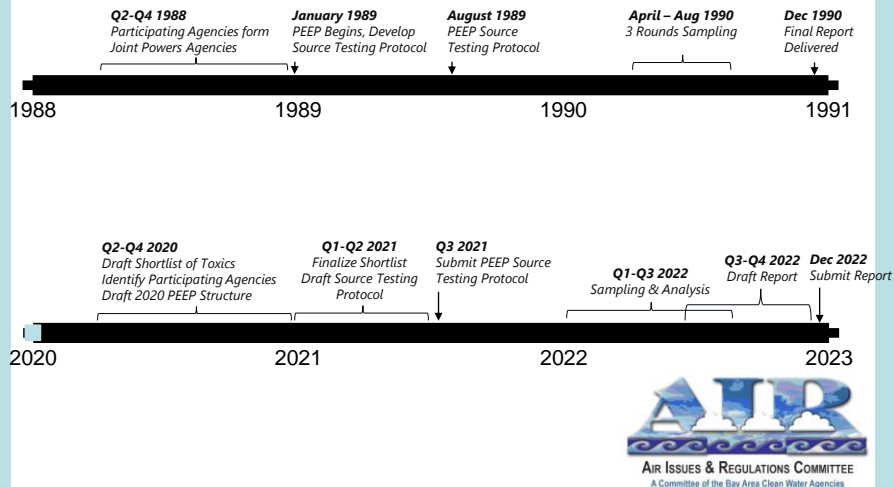 Q2-Q4 1988
Participating Agencies form
Joint Powers Agencies
January 1989
PEEP Begins, Develop
Source Testing Protocol
August 1989
PEEP Source
Testing Protocol
April – Aug 1990
3 Rounds Sampling
Dec 1990
Final Report
Delivered
1988
1989
1990
1991
Q2-Q4 2020
Draft Shortlist of Toxics
Identify Participating Agencies
Draft 2020 PEEP Structure
Q1-Q2 2021
Finalize Shortlist
Draft Source Testing
Protocol
Q3 2021
Submit PEEP Source
Testing Protocol
Q1-Q3 2022
Sampling & Analysis
Q3-Q4 2022
Draft Report
Dec 2022
Submit Report
2020
2021
2022
2023
AIR
AIR ISSUES & REGULATIONS COMMITTEE
A Committee of the Bay Area Clean Water Agencies